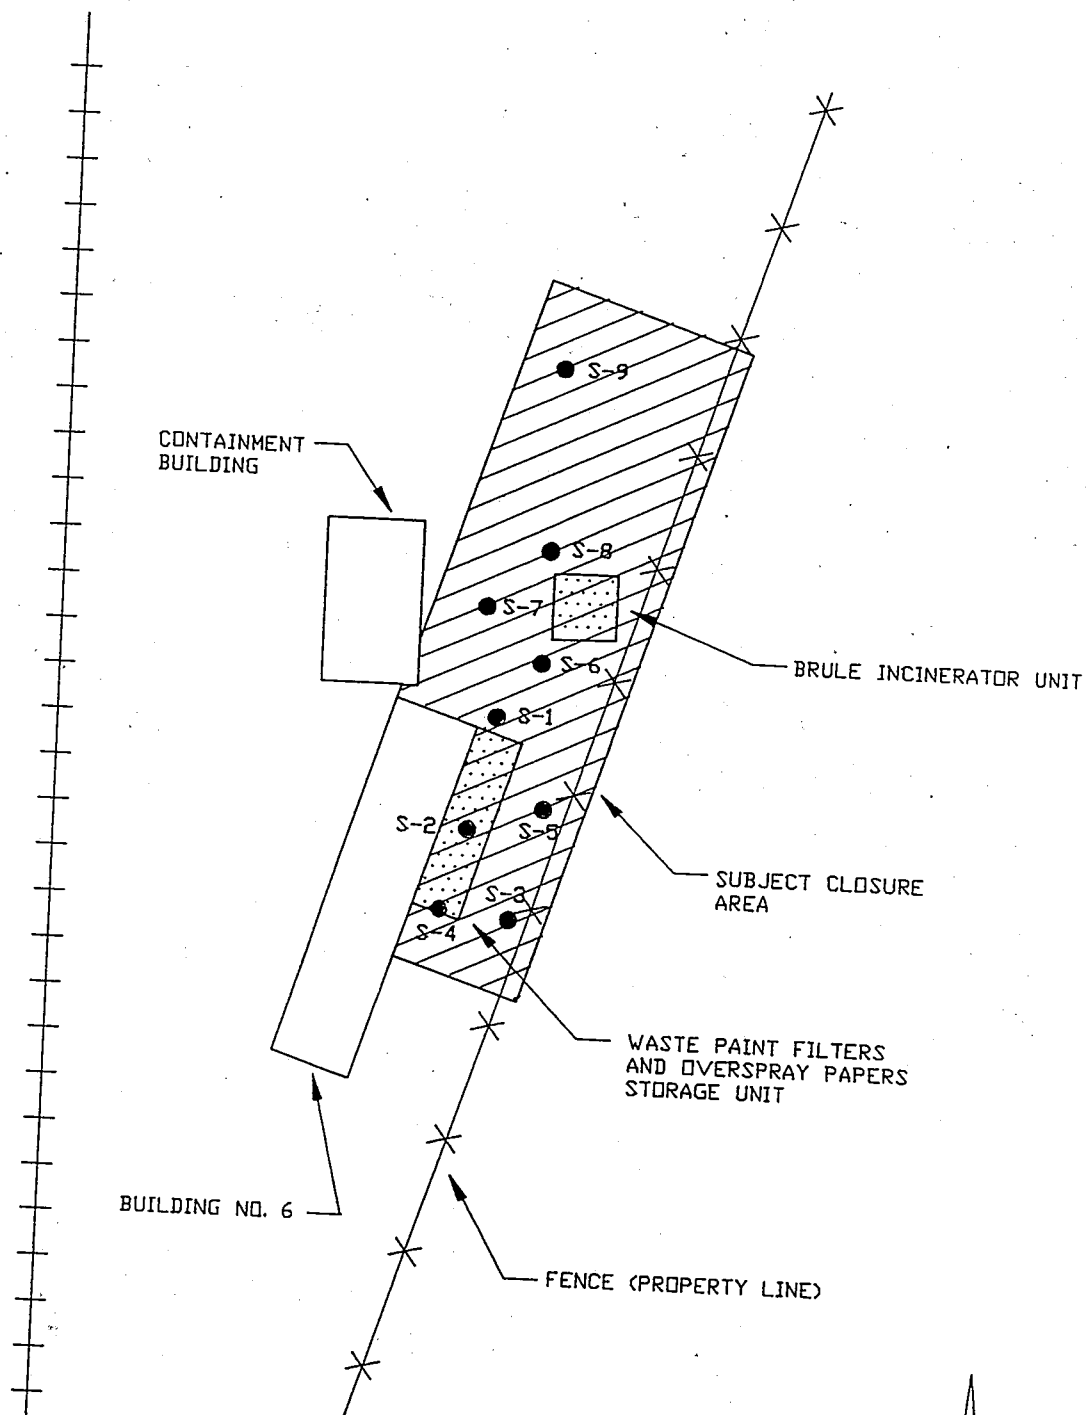 S-9
CONTAINMENT
BUILDING
S-8
S-7
S-6
BRULE INCINERATOR UNIT
S-1
S-2
S-5
SUBJECT CLOSURE
AREA
S-3
S-4
WASTE PAINT FILTERS
AND OVERSPRAY PAPERS
STORAGE UNIT
BUILDING NO. 6
FENCE (PROPERTY LINE)